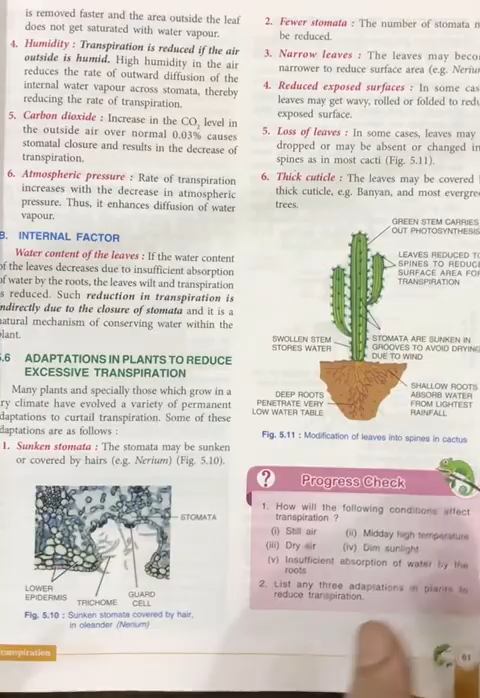 is removed faster and the area outside the leaf
does not get saturated with water vapour.
4. Humidity : Transpiration is reduced if the air
outside is humid. High humidity in the air
reduces the rate of outward diffusion of the
internal water vapour across stomata, thereby
reducing the rate of transpiration.
5. Carbon dioxide : Increase in the CO₂ level in
the outside air over normal 0.03% causes
stomatal closure and results in the decrease of
transpiration.
6. Atmospheric pressure : Rate of transpiration
increases with the decrease in atmospheric
pressure. Thus, it enhances diffusion of water
vapour.
B. INTERNAL FACTOR
Water content of the leaves : If the water content
of the leaves decreases due to insufficient absorption
of water by the roots, the leaves wilt and transpiration
s reduced. Such reduction in transpiration is
ndirectly due to the closure of stomata and it is a
natural mechanism of conserving water within the
plant.
5.6 ADAPTATIONS IN PLANTS TO REDUCE
EXCESSIVE TRANSPIRATION
Many plants and specially those which grow in a
ry climate have evolved a variety of permanent
daptations to curtail transpiration. Some of these
daptations are as follows :
1. Sunken stomata : The stomata may be sunken
or covered by hairs (e.g. Nerium) (Fig. 5.10).
STOMATA
LOWER
EPIDERMIS
TRICHOME
GUARD
CELL
Fig. 5.10 : Sunken stomata covered by hair,
in oleander (Nerium)
ranspiration
2. Fewer stomata : The number of stomata m
be reduced.
3. Narrow leaves : The leaves may beco
narrower to reduce surface area (e.g. Neriu
4. Reduced exposed surfaces : In some cas
leaves may get wavy, rolled or folded to redu
exposed surface.
5. Loss of leaves : In some cases, leaves may
dropped or may be absent or changed in
spines as in most cacti (Fig. 5.11).
6. Thick cuticle : The leaves may be covered
thick cuticle, e.g. Banyan, and most evergre
trees.
GREEN STEM CARRIES
OUT PHOTOSYNTHESIS
LEAVES REDUCED TO
SPINES TO REDUCE
SURFACE AREA FOR
TRANSPIRATION
SWOLLEN STEM
STORES WATER
STOMATA ARE SUNKEN IN
GROOVES TO AVOID DRYING
DUE TO WIND
DEEP ROOTS
PENETRATE VERY
LOW WATER TABLE
SHALLOW ROOTS
ABSORB WATER
FROM LIGHTEST
RAINFALL
Fig. 5.11 : Modification of leaves into spines in cactus
? Progress Check
1. How will the following conditions affect
transpiration ?
(i) Still air (ii) Midday high temperature
(iii) Dry air (iv) Dim sunlight
(v) Insufficient absorption of water by the
roots
2. List any three adaptations in plants to
reduce transpiration.
61